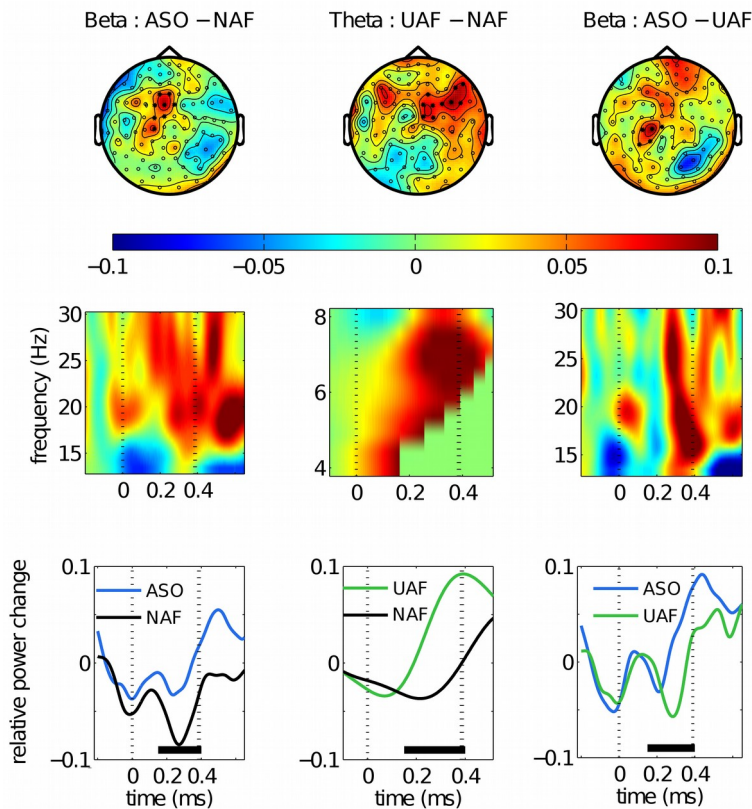 Beta : ASO – NAF Theta : UAF – NAF Beta : ASO – UAF
−0.1 −0.05 0 0.05 0.1
frequency (Hz)
30
25
20
15
0 0.2 0.4
8
6
4
0 0.2 0.4
30
25
20
15
0 0.2 0.4
relative power change
0.1
0
−0.1
ASO
NAF
0 0.2 0.4
time (ms)
0.1
0
−0.1
UAF
NAF
0 0.2 0.4
time (ms)
0.1
0
−0.1
ASO
UAF
0 0.2 0.4
time (ms)